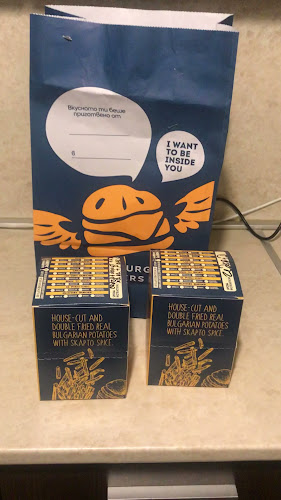 Вкусното ти беше
приготвено от
в
I WANT
TO BE
INSIDE
YOU
HOUSE-CUT AND
DOUBLE FRIED REAL
BULGARIAN POTATOES
WITH SKAPTO SPICE.
HOUSE-CUT AND
DOUBLE FRIED REAL
BULGARIAN POTATOES
WITH SKAPTO SPICE.